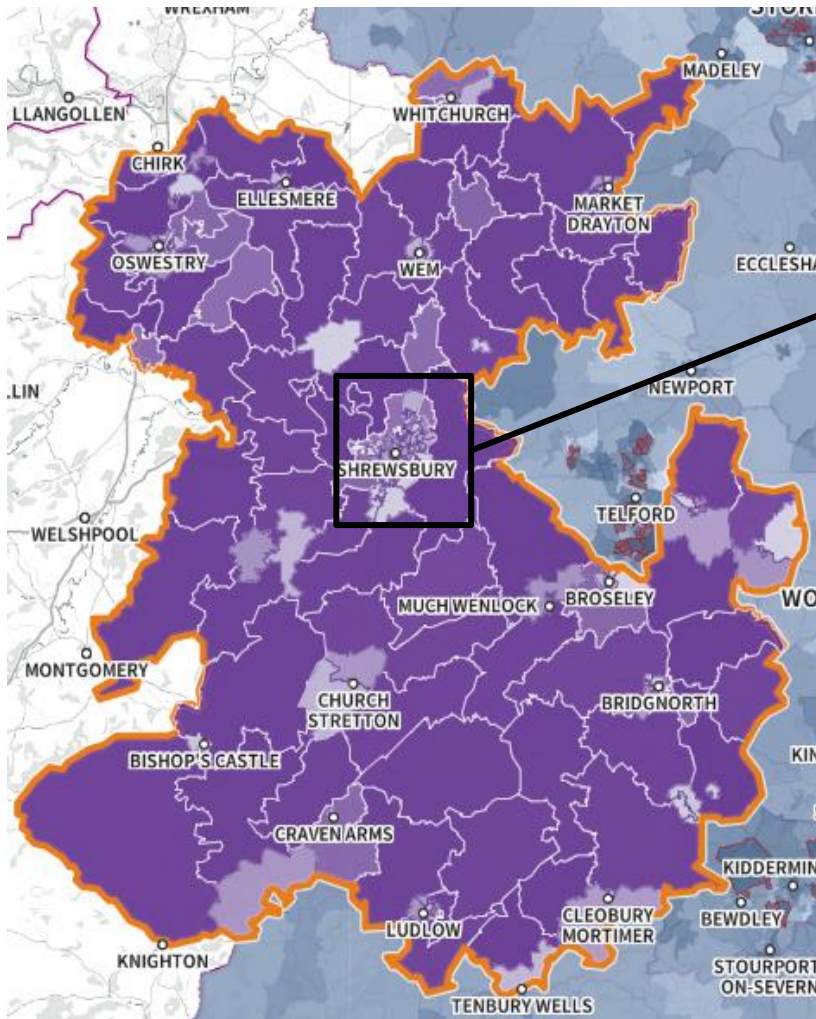 WREXHAM
MADELEY
LLANGOLLEN
WHITCHURCH
CHIRK
ELLESMERE
MARKET
DRAYTON
OSWESTRY
WEM
ECCLESHA
NEWPORT
LIN
SHREWSBURY
TELFORD
WELSHPOOL
BROSELEY
MUCH WENLOCK
WO
MONTGOMERY
CHURCH
STRETTON
BRIDGNORTH
BISHOP'S CASTLE
KIN
CRAVEN ARMS
KIDDERMIN
LUDLOW
CLEOBURY
MORTIMER
BEWDLEY
KNIGHTON
STOURPORT
ON-SEVERN
TENBURY WELLS